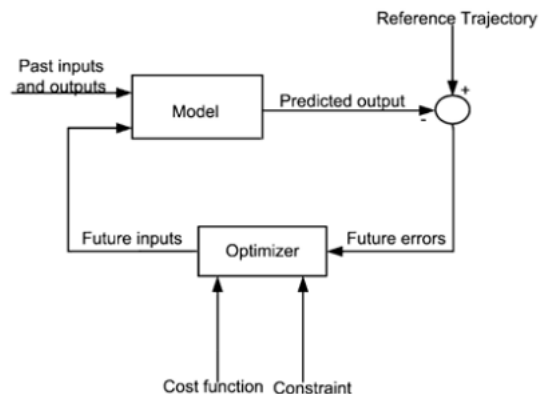 Reference Trajectory
Past inputs
and outputs
+
Model
Predicted output
-
Future inputs
Optimizer
Future errors
Cost function
Constraint